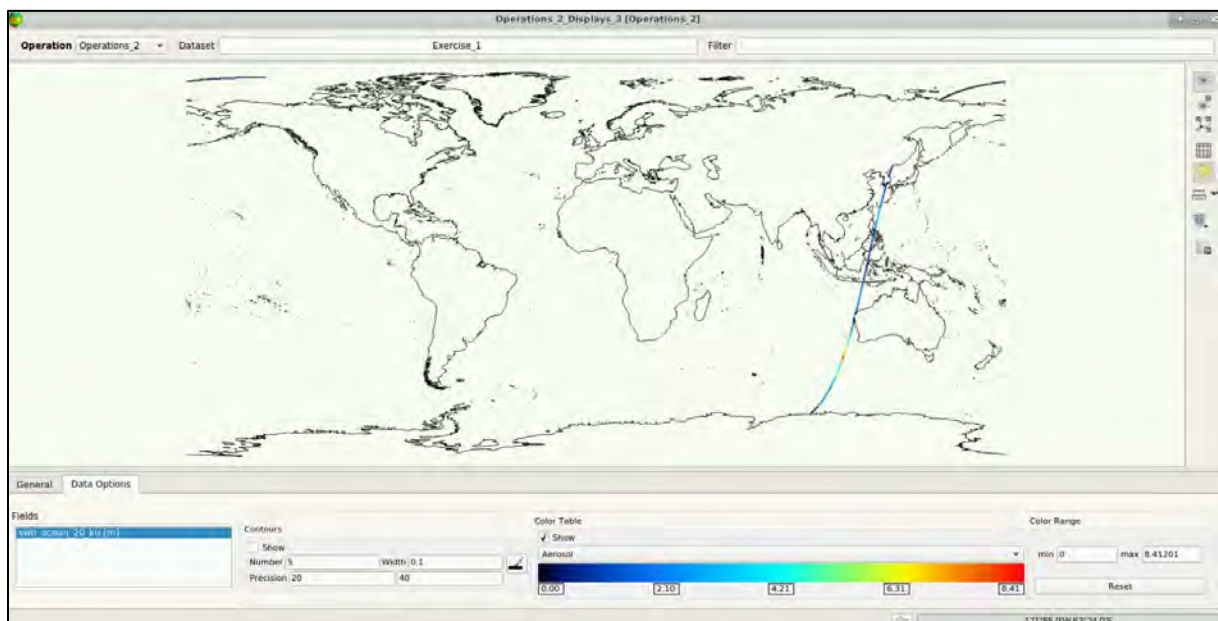 Operations_2_Displays_3 [Operations_2]
Operation Operations_2 Dataset Exercise_1 Filter
General Data Options
Fields
swh_ocean_20_ku [m]
Contours
Show
Number 5 Width 0.1
Precision 20 40
Color Table
Show
Aerosol
0.00 2.10 4.21 6.31 8.41
Color Range
min 0 max 8.41201
Reset